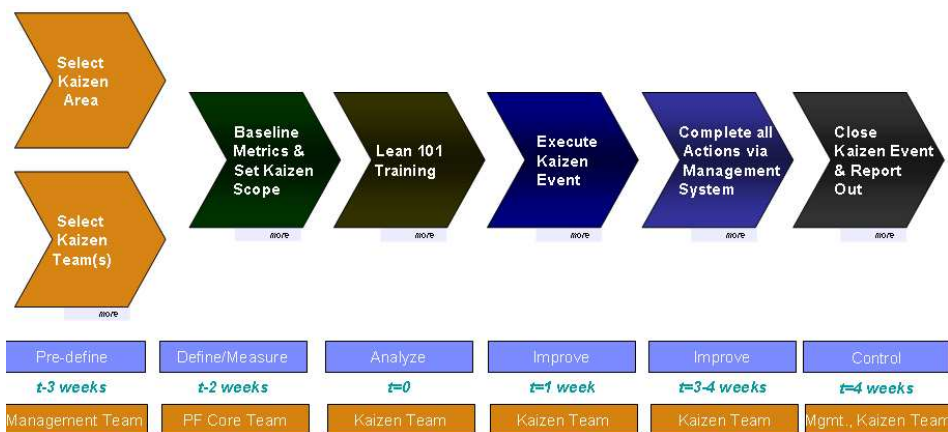 Select
Kaizen
Area
Select
Kaizen
Team(s)
more
Baseline
Metrics &
Set Kaizen
Scope
more
Lean 101
Training
more
Execute
Kaizen
Event
more
Complete all
Actions via
Management
System
more
Close
Kaizen Event
& Report
Out
more
Pre-define
Define/Measure
Analyze
Improve
Improve
Control
t-3 weeks
t-2 weeks
t=0
t=1 week
t=3-4 weeks
t=4 weeks
Management Team
PF Core Team
Kaizen Team
Kaizen Team
Kaizen Team
Mgmt., Kaizen Team